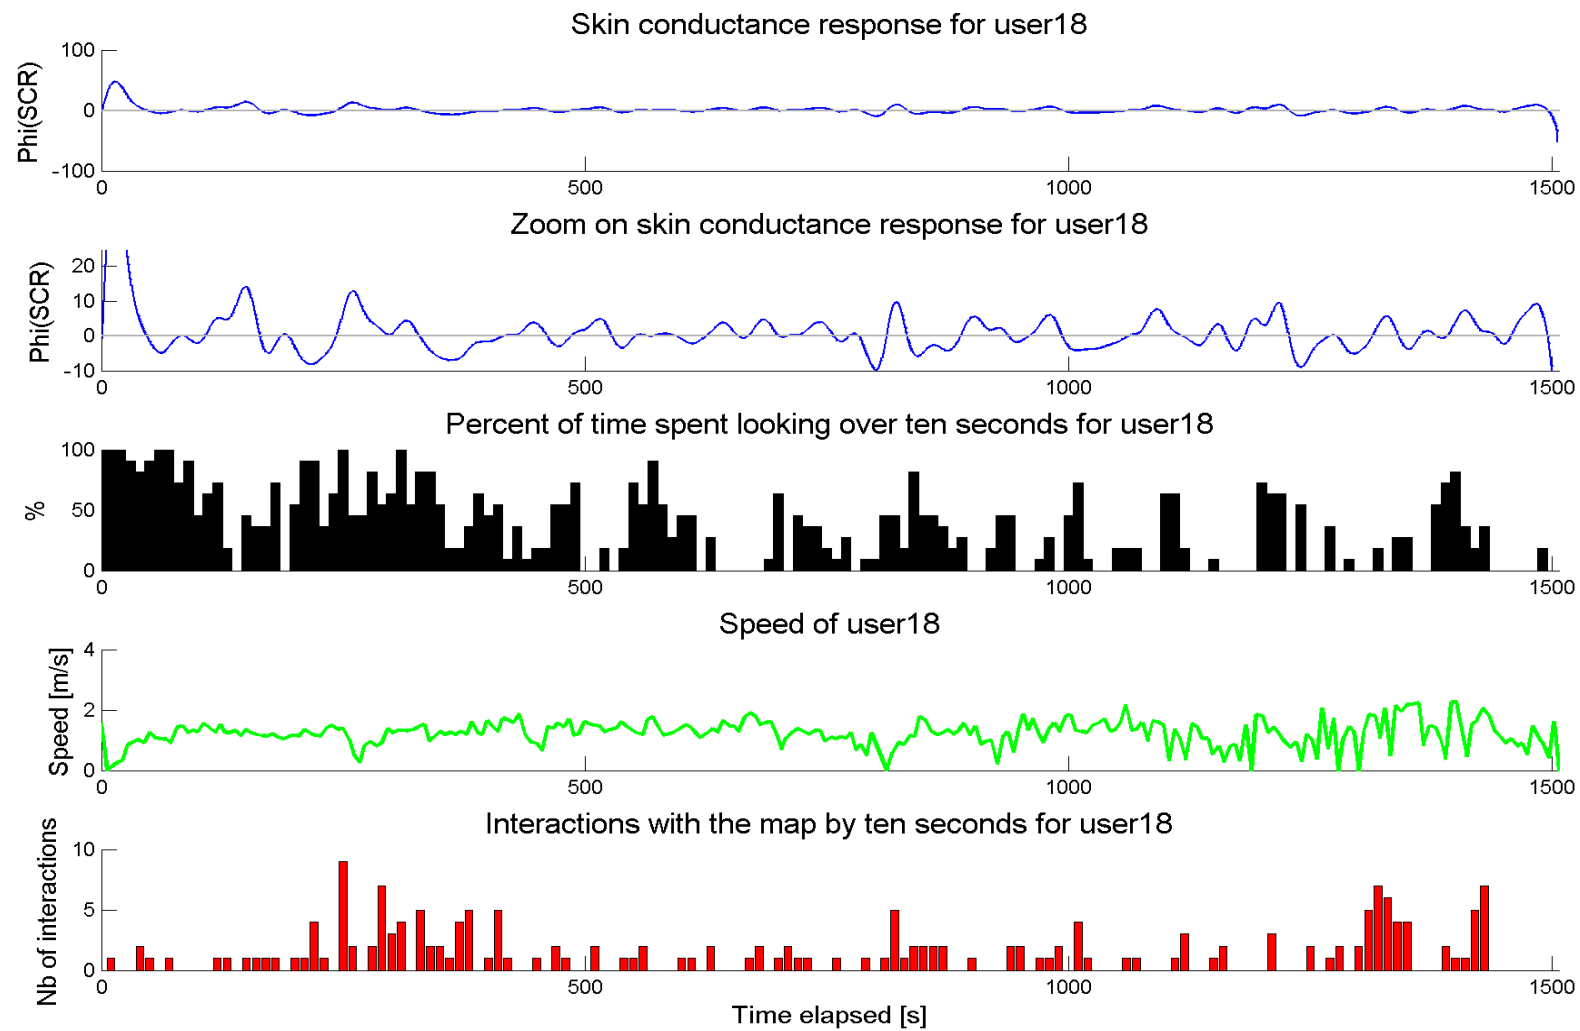 Skin conductance response for user18
Phi(SCR)
100
0
-100
0 500 1000 1500
Zoom on skin conductance response for user18
Phi(SCR)
20
10
0
-10
0 500 1000 1500
Percent of time spent looking over ten seconds for user18
%
100
50
0
0 500 1000 1500
Speed of user18
Speed [m/s]
4
2
0
0 500 1000 1500
Interactions with the map by ten seconds for user18
Nb of interactions
10
5
0
0 500 1000 1500
Time elapsed [s]